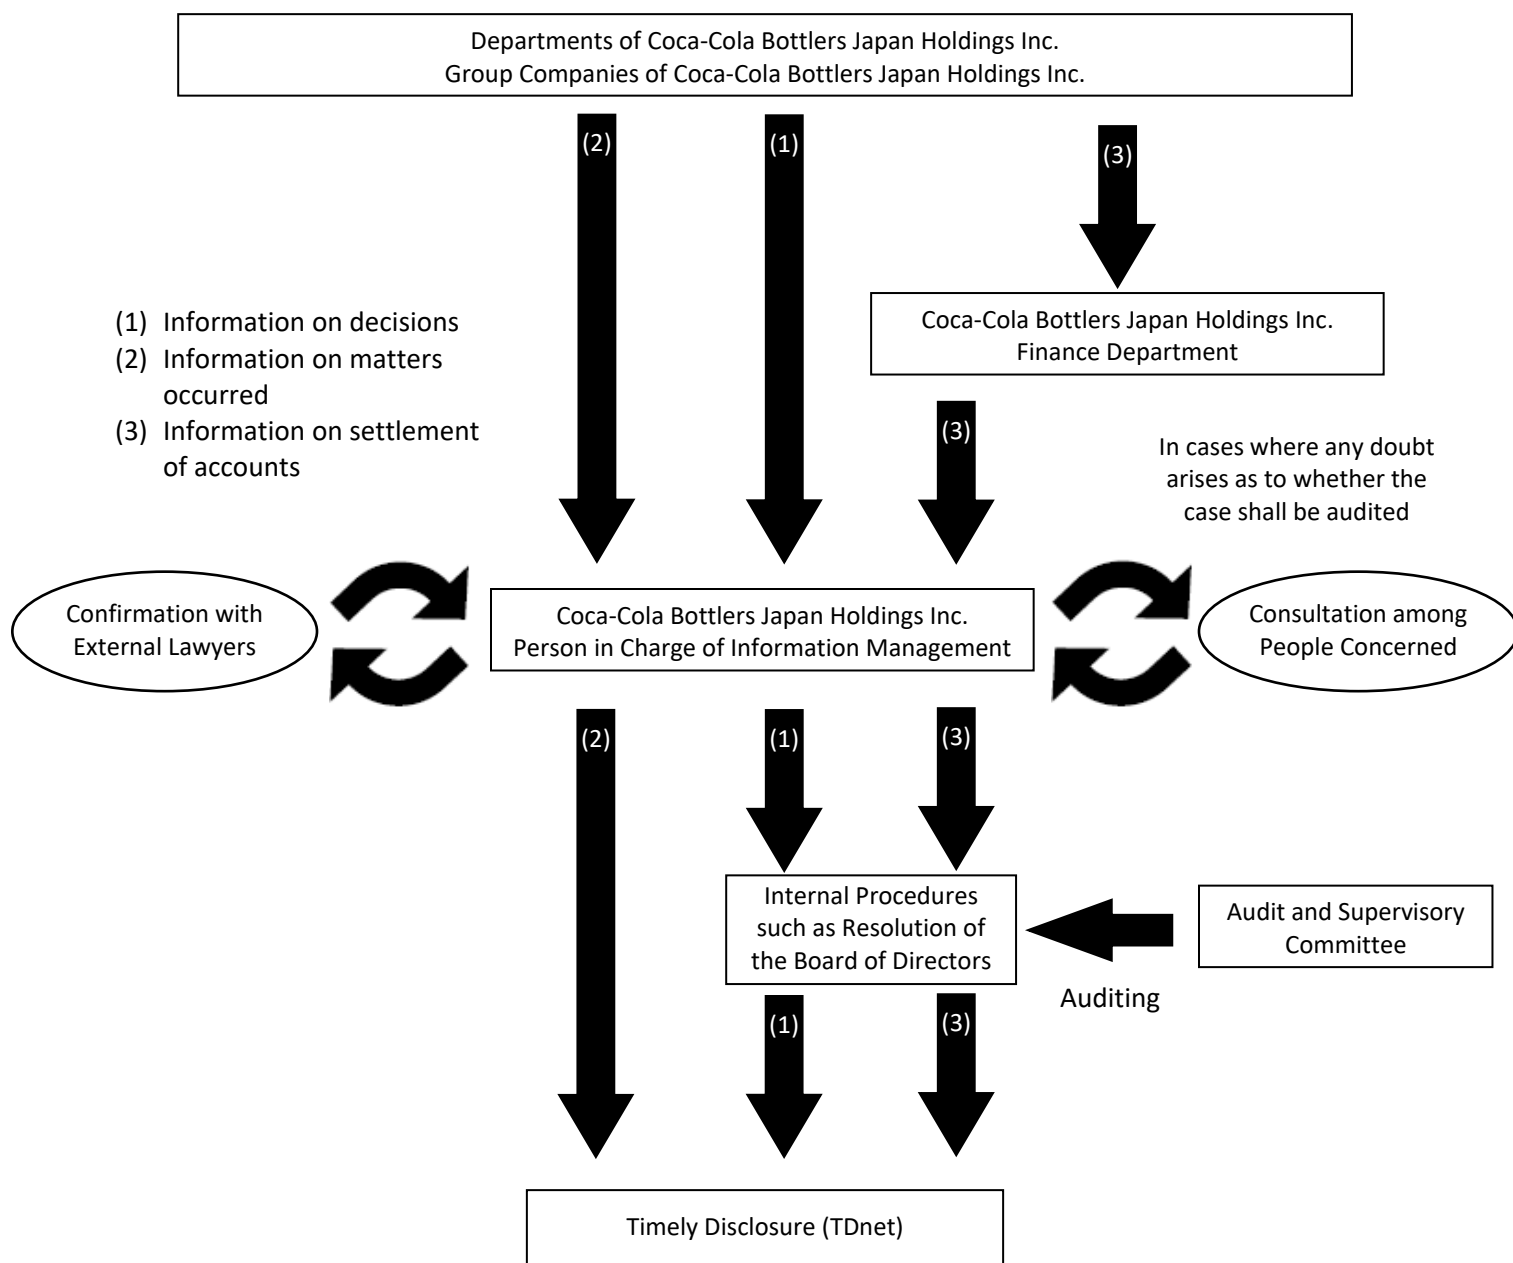 Departments of Coca-Cola Bottlers Japan Holdings Inc.
Group Companies of Coca-Cola Bottlers Japan Holdings Inc.
(2)
(1)
(3)
(1) Information on decisions
(2) Information on matters
occurred
(3) Information on settlement
of accounts
Coca-Cola Bottlers Japan Holdings Inc.
Finance Department
(3)
In cases where any doubt
arises as to whether the
case shall be audited
Confirmation with
External Lawyers
Coca-Cola Bottlers Japan Holdings Inc.
Person in Charge of Information Management
Consultation among
People Concerned
(2)
(1)
(3)
Internal Procedures
such as Resolution of
the Board of Directors
Audit and Supervisory
Committee
Auditing
(1)
(3)
Timely Disclosure (TDnet)